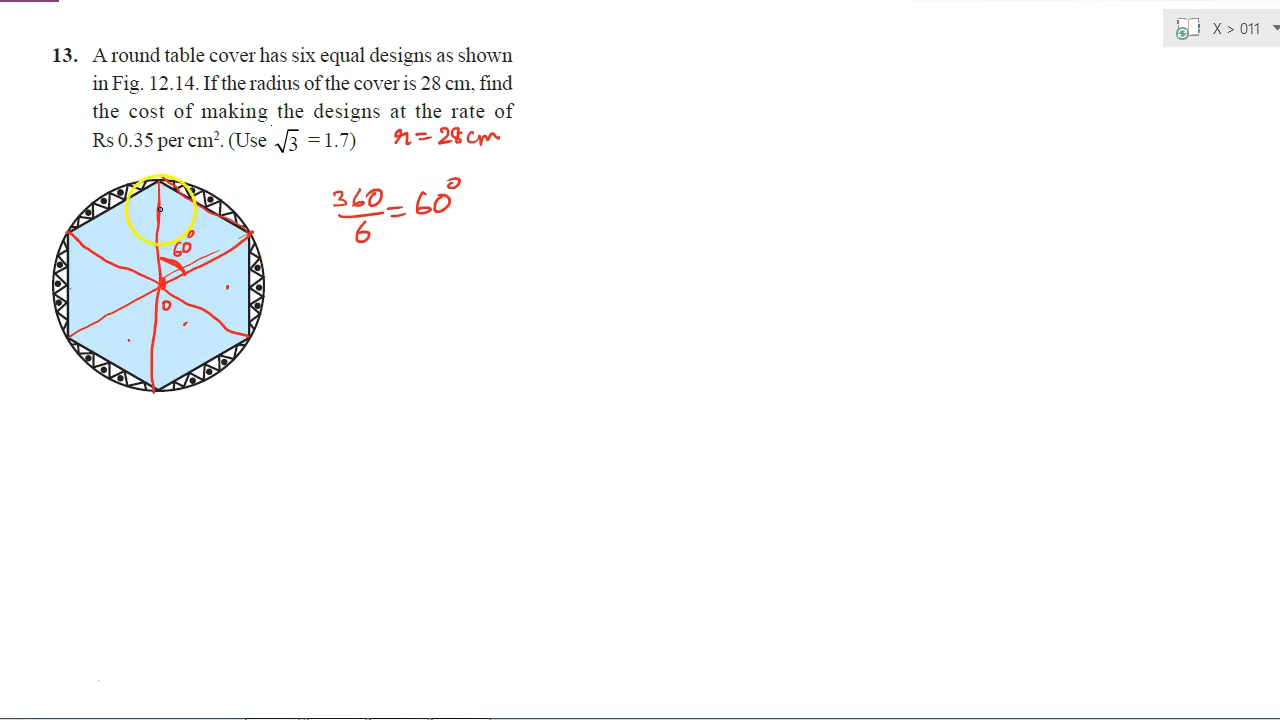 X > 011
13. A round table cover has six equal designs as shown
in Fig. 12.14. If the radius of the cover is 28 cm, find
the cost of making the designs at the rate of
Rs 0.35 per cm². (Use √3 = 1.7) r = 28 cm
360/6 = 60°
60°
O